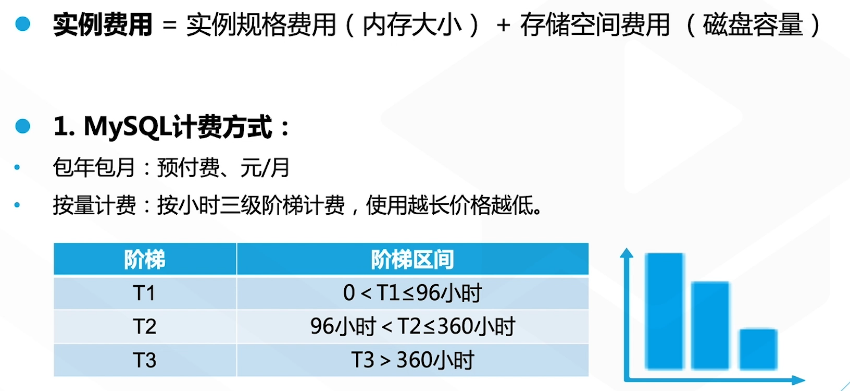 实例费用 = 实例规格费用（内存大小） + 存储空间费用 （磁盘容量）
1. MySQL计费方式：
包年包月：预付费、元/月
按量计费：按小时三级阶梯计费，使用越长价格越低。
阶梯 阶梯区间
T1 0＜T1≤96小时
T2 96小时＜T2≤360小时
T3 T3＞360小时